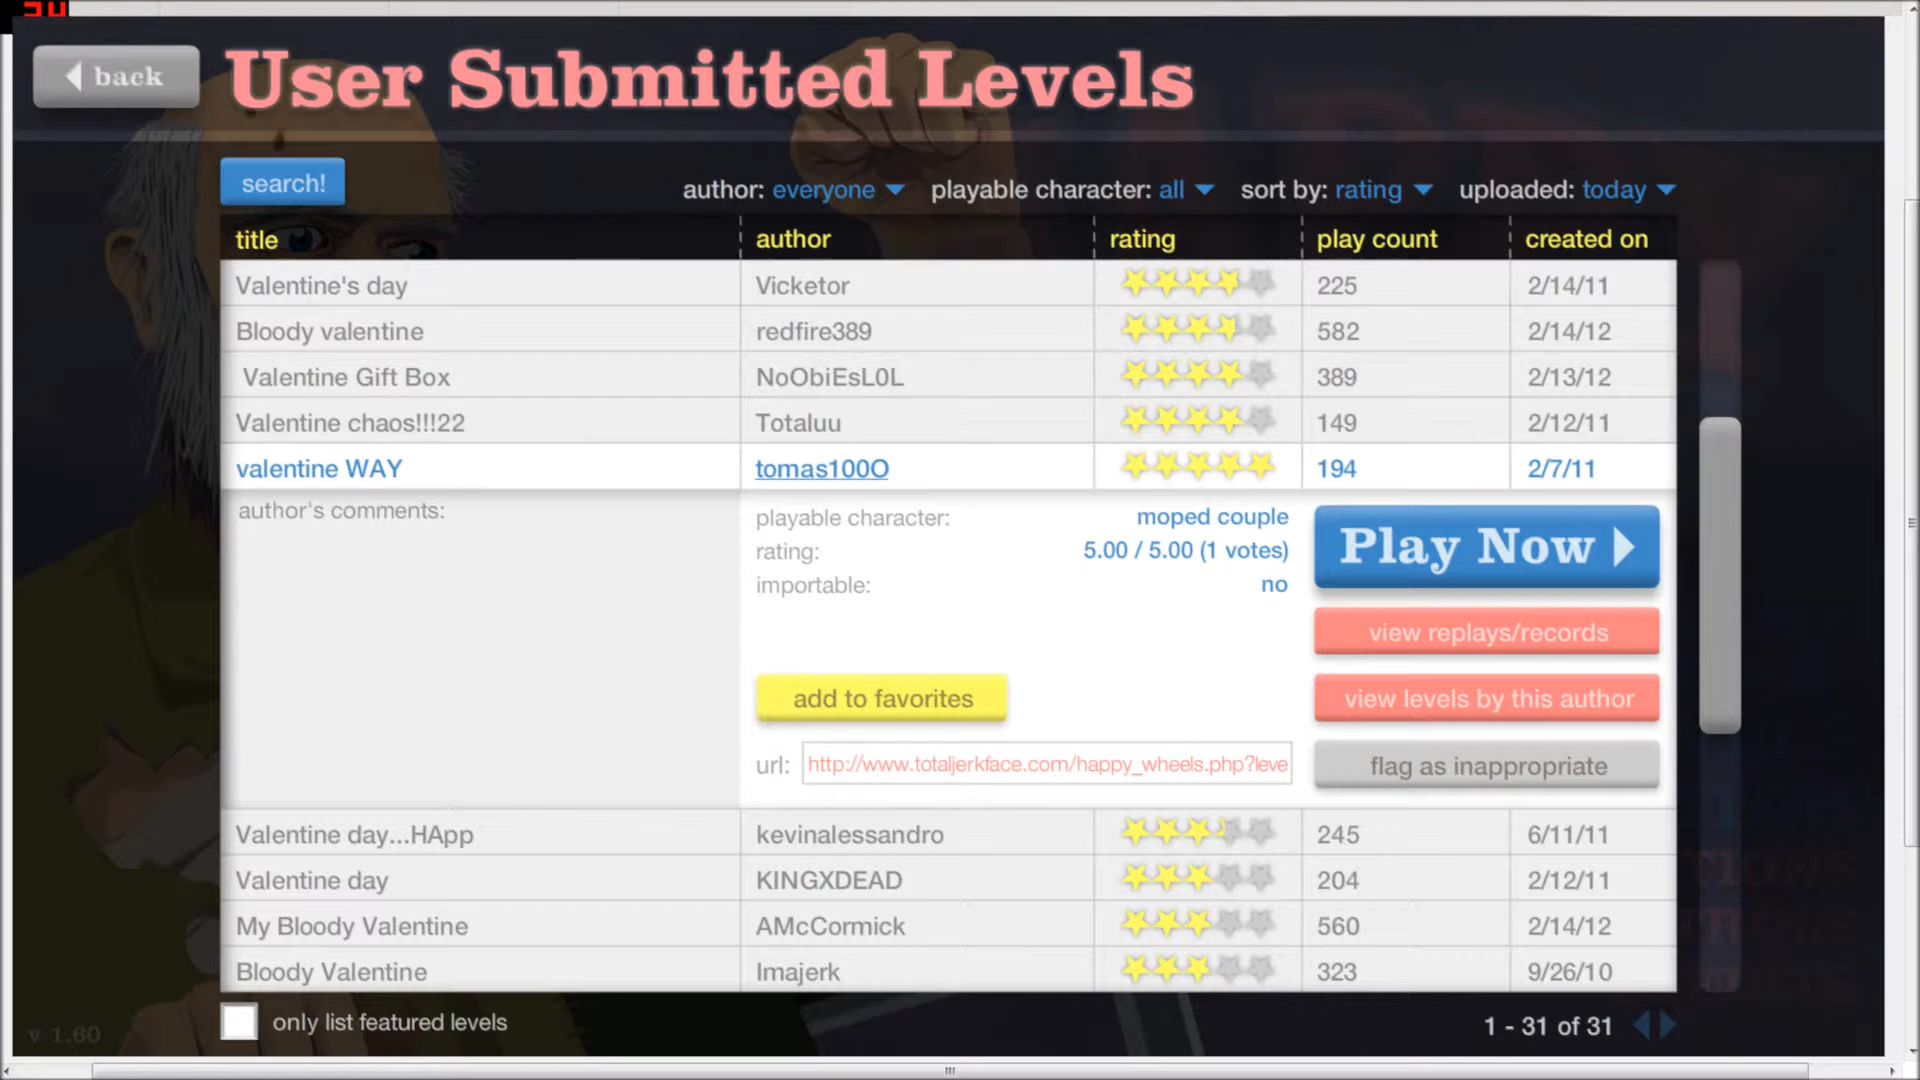 back
User Submitted Levels
search!
author: everyone
playable character: all
sort by: rating
uploaded: today
title author rating play count created on
Valentine's day Vicketor 225 2/14/11
Bloody valentine redfire389 582 2/14/12
Valentine Gift Box NoObiEsL0L 389 2/13/12
Valentine chaos!!!22 Totaluu 149 2/12/11
valentine WAY tomas100O 194 2/7/11
author's comments:
playable character: moped couple
rating: 5.00 / 5.00 (1 votes)
importable: no
Play Now
view replays/records
add to favorites
view levels by this author
url: http://www.totaljerkface.com/happy_wheels.php?leve
flag as inappropriate
Valentine day...HApp kevinalessandro 245 6/11/11
Valentine day KINGXDEAD 204 2/12/11
My Bloody Valentine AMcCormick 560 2/14/12
Bloody Valentine Imajerk 323 9/26/10
only list featured levels
1 - 31 of 31
v 1.60